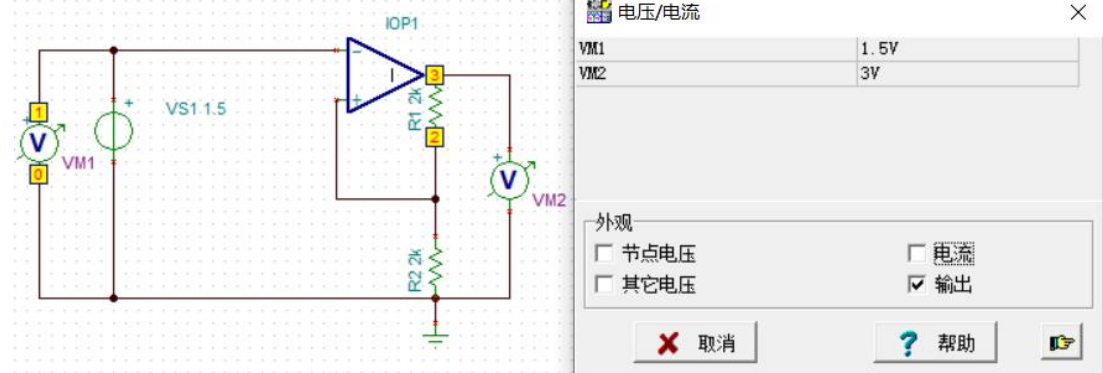 IOP1
VS1 1.5
VM1
VM2
R1 2k
R2 2k
1
0
3
2
V
V
I
+
+
+
-
+
电压/电流
VM1 1.5V
VM2 3V
外观
节点电压 电流
其它电压 输出
取消 帮助